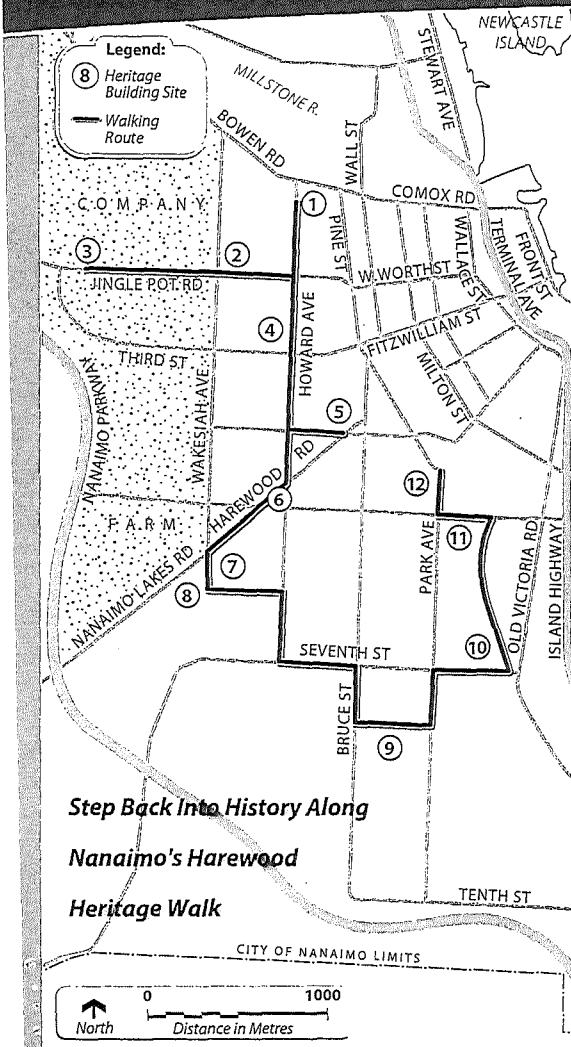 NEWCASTLE
ISLAND
Legend:
8 Heritage
Building Site
Walking
Route
MILLSTONE R.
STEWART AVE
BOWEN RD
WALL ST
COMPANY
1
COMOX RD
3
2
PINE ST
WALLACE ST
TERMINAL AVE
FRONT ST
W. WORTH ST
JINGLE POT RD
4
HOWARD AVE
FITZWILLIAM ST
THIRD ST
MILTON ST
NANAIMO PARKWAY
WAKESIAH AVE
5
HAREWOOD RD
6
12
FARM
11
PARK AVE
OLD VICTORIA RD
ISLAND HIGHWAY
NANAIMO LAKES RD
7
8
SEVENTH ST
10
BRUCE ST
9
Step Back Into History Along
Nanaimo's Harewood
Heritage Walk
TENTH ST
CITY OF NANAIMO LIMITS
North
0 1000
Distance in Metres